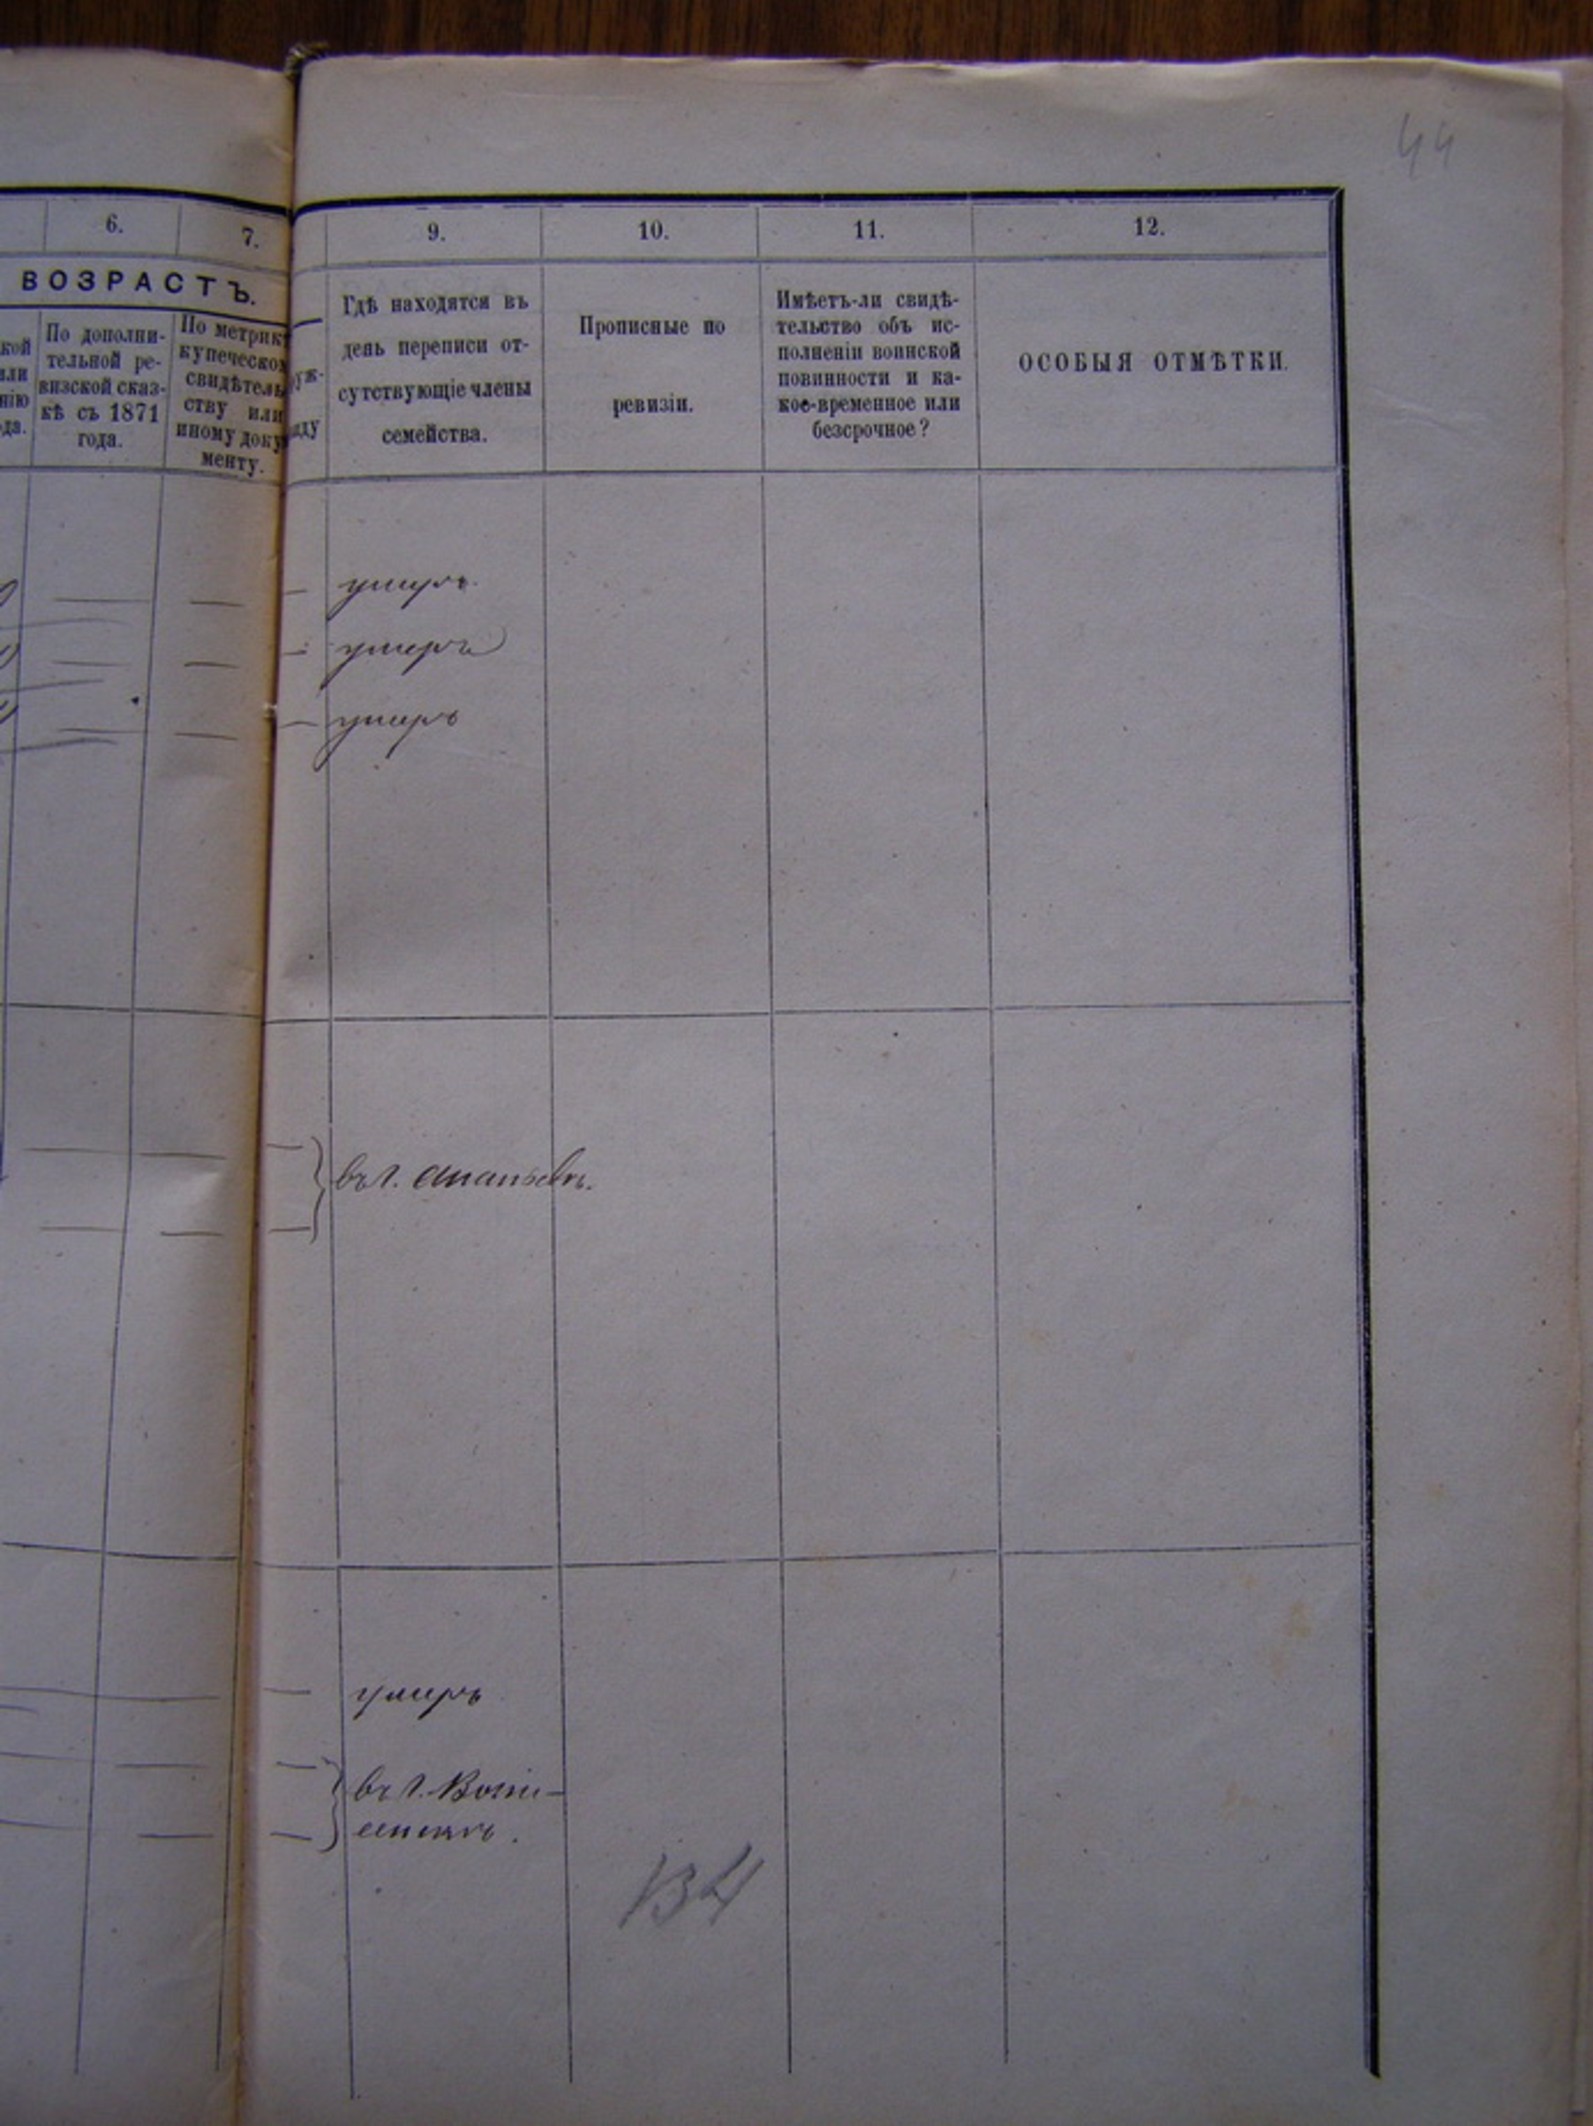 44
6.
7.
9.
10.
11.
12.
ВОЗРАСТЪ.
По дополни-
тельной ре-
визской сказ-
кѣ съ 1871
года.
По метрик
купеческом
свидѣтель
ству или
иному доку
менту.
Гдѣ находятся въ
день переписи от-
сутствующіе члены
семейства.
Прописные по
ревизіи.
Имѣетъ-ли свидѣ-
тельство объ ис-
полненіи воинской
повинности и ка-
кое-временное или
безсрочное?
ОСОБЫЯ ОТМѢТКИ.
умеръ
умеръ
умеръ
въ г. Ананьевѣ.
умеръ
въ г.
134